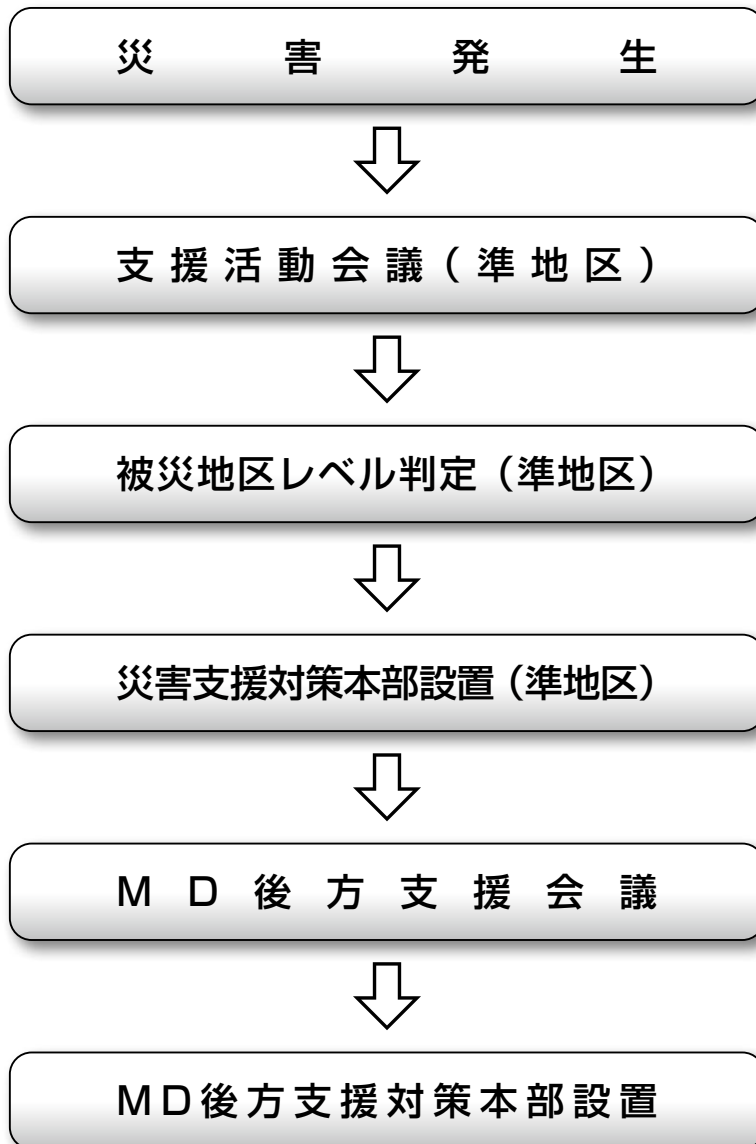 災害発生
支援活動会議(準地区)
被災地区レベル判定(準地区)
災害支援対策本部設置(準地区)
MD後方支援会議
MD後方支援対策本部設置